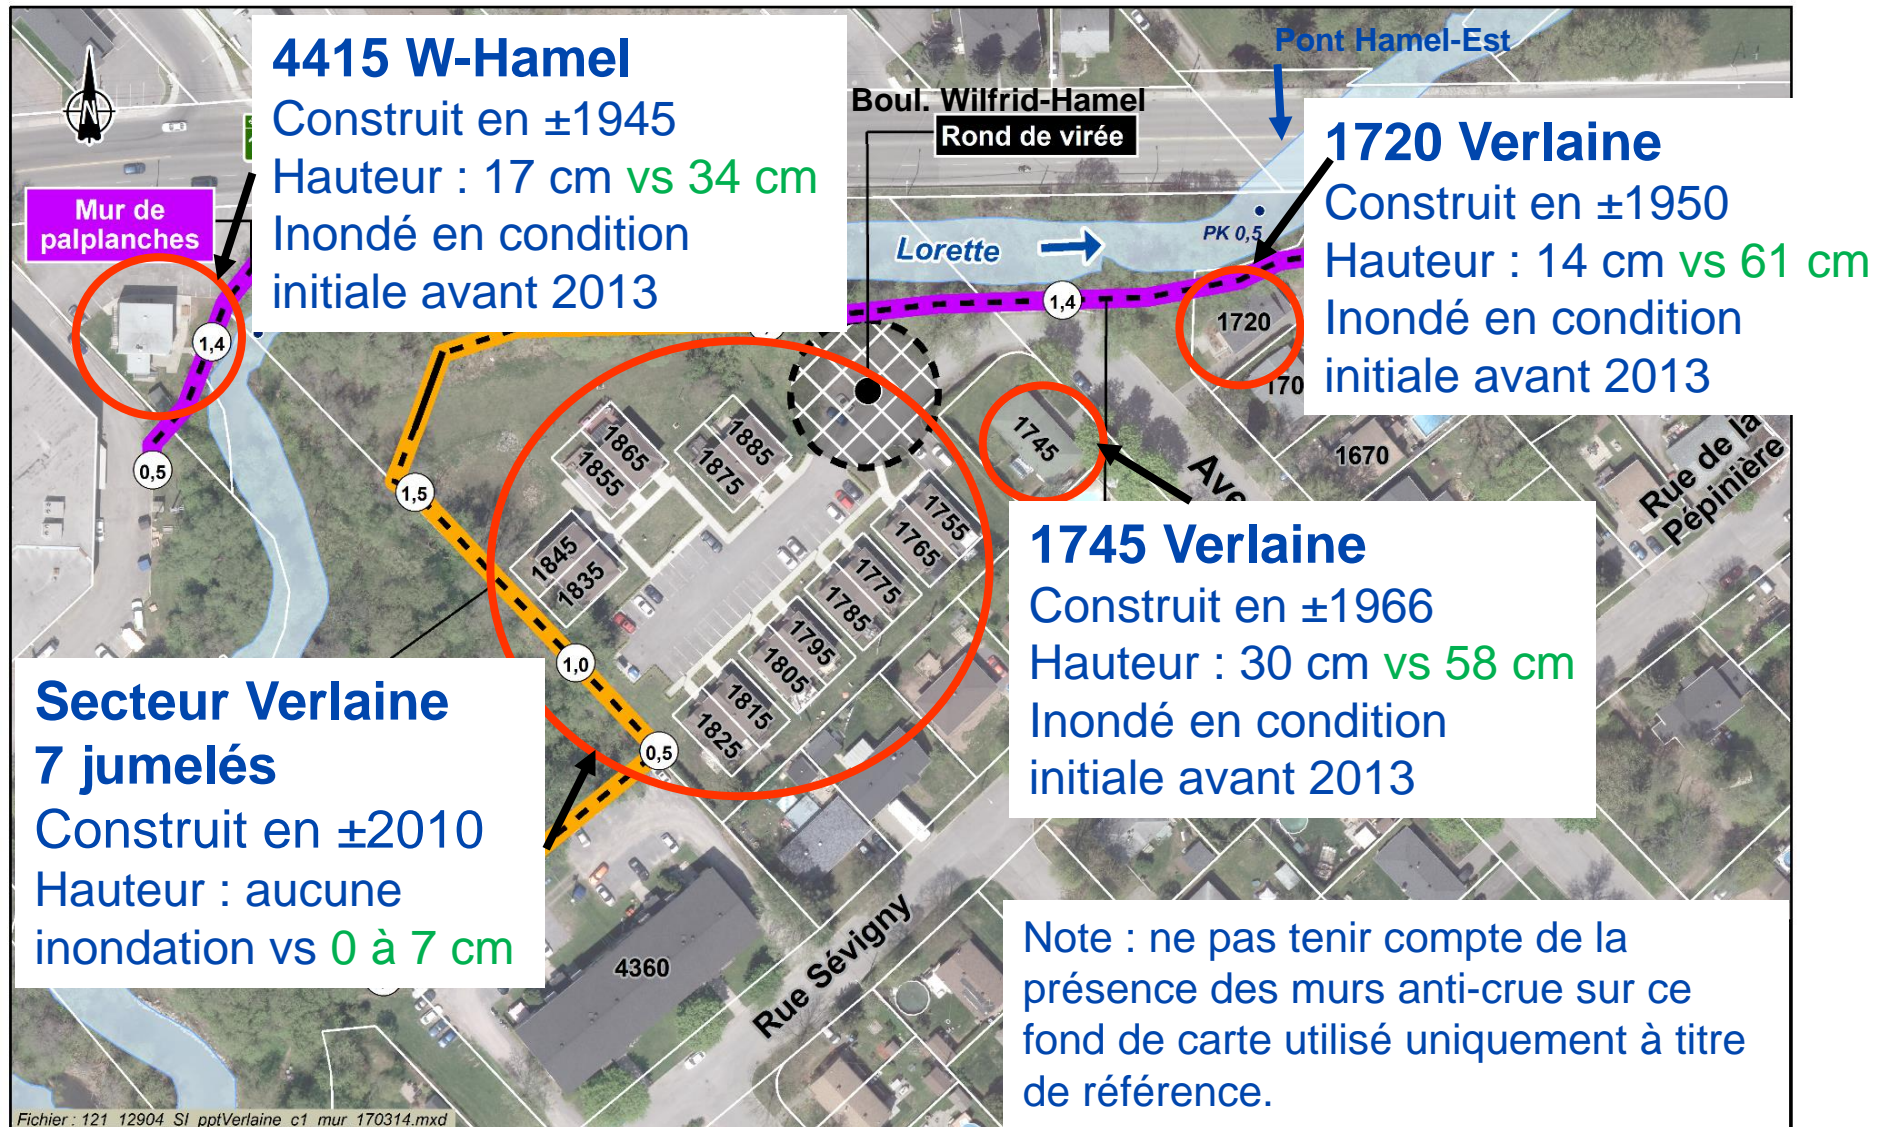 4415 W-Hamel
Construit en ±1945
Hauteur : 17 cm vs 34 cm
Inondé en condition
initiale avant 2013
Pont Hamel-Est
Boul. Wilfrid-Hamel
Rond de virée
1720 Verlaine
Construit en ±1950
Hauteur : 14 cm vs 61 cm
Inondé en condition
initiale avant 2013
N
Mur de
palplanches
Lorette
PK 0,5
1,4
1,4
0,5
1,5
1,0
0,5
1720
1745
1670
Rue de la
Pépinière
1865
1855
1885
1875
1845
1835
1755
1765
1775
1785
1795
1805
1815
1825
1745 Verlaine
Construit en ±1966
Hauteur : 30 cm vs 58 cm
Inondé en condition
initiale avant 2013
Secteur Verlaine
7 jumelés
Construit en ±2010
Hauteur : aucune
inondation vs 0 à 7 cm
4360
Rue Sévigny
Note : ne pas tenir compte de la
présence des murs anti-crue sur ce
fond de carte utilisé uniquement à titre
de référence.
Fichier : 121_12904_SI_pptVerlaine_c1_mur_170314.mxd